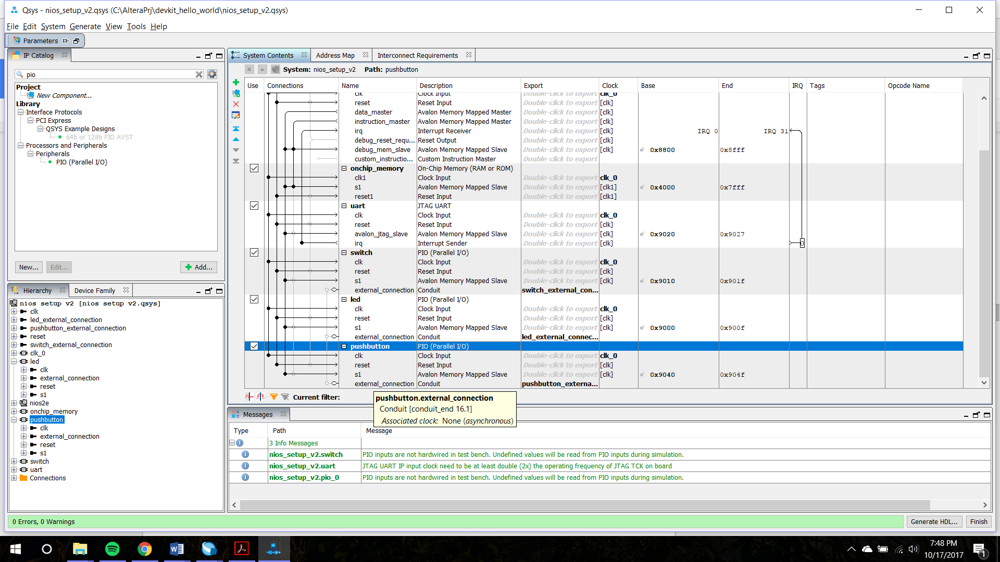 Qsys - nios_setup_v2.qsys (C:\AlteraPrj\devkit_hello_world\nios_setup_v2.qsys)
File Edit System Generate View Tools Help
Parameters
IP Catalog
pio
Project
New Component...
Library
Interface Protocols
PCI Express
QSYS Example Designs
64b or 128b PIO AVST
Processors and Peripherals
Peripherals
PIO (Parallel I/O)
New... Edit... Add...
Hierarchy Device Family
nios setup v2 [nios setup v2.qsys]
clk
led_external_connection
pushbutton_external_connection
reset
switch_external_connection
clk_0
led
clk
external_connection
reset
s1
nios2e
onchip_memory
pushbutton
clk
external_connection
reset
s1
switch
uart
Connections
System Contents Address Map Interconnect Requirements
System: nios_setup_v2 Path: pushbutton
Use Connections Name Description Export Clock Base End IRQ Tags Opcode Name
clk Clock Input Double-click to export clk_0
reset Reset Input Double-click to export [clk]
data_master Avalon Memory Mapped Master Double-click to export [clk]
instruction_master Avalon Memory Mapped Master Double-click to export [clk]
irq Interrupt Receiver Double-click to export [clk] IRQ 0 IRQ 31
debug_reset_requ... Reset Output Double-click to export [clk]
debug_mem_slave Avalon Memory Mapped Slave Double-click to export [clk] 0x8800 0x8fff
custom_instructio... Custom Instruction Master Double-click to export
onchip_memory On-Chip Memory (RAM or ROM)
clk1 Clock Input Double-click to export clk_0
s1 Avalon Memory Mapped Slave Double-click to export [clk1] 0x4000 0x7fff
reset1 Reset Input Double-click to export [clk1]
uart JTAG UART
clk Clock Input Double-click to export clk_0
reset Reset Input Double-click to export [clk]
avalon_jtag_slave Avalon Memory Mapped Slave Double-click to export [clk] 0x9020 0x9027
irq Interrupt Sender Double-click to export [clk] 0
switch PIO (Parallel I/O)
clk Clock Input Double-click to export clk_0
reset Reset Input Double-click to export [clk]
s1 Avalon Memory Mapped Slave Double-click to export [clk] 0x9010 0x901f
external_connection Conduit switch_external_con...
led PIO (Parallel I/O)
clk Clock Input Double-click to export clk_0
reset Reset Input Double-click to export [clk]
s1 Avalon Memory Mapped Slave Double-click to export [clk] 0x9000 0x900f
external_connection Conduit led_external_connec...
pushbutton PIO (Parallel I/O)
clk Clock Input Double-click to export clk_0
reset Reset Input Double-click to export [clk]
s1 Avalon Memory Mapped Slave Double-click to export [clk] 0x9040 0x904f
external_connection Conduit pushbutton_externa...
Current filter:
pushbutton.external_connection
Conduit [conduit_end 16.1]
Associated clock: None (asynchronous)
Messages
Type Path Message
3 Info Messages
nios_setup_v2.switch PIO inputs are not hardwired in test bench. Undefined values will be read from PIO inputs during simulation.
nios_setup_v2.uart JTAG UART IP input clock need to be at least double (2x) the operating frequency of JTAG TCK on board
nios_setup_v2.pio_0 PIO inputs are not hardwired in test bench. Undefined values will be read from PIO inputs during simulation.
0 Errors, 0 Warnings
Generate HDL... Finish
7:48 PM
10/17/2017
1